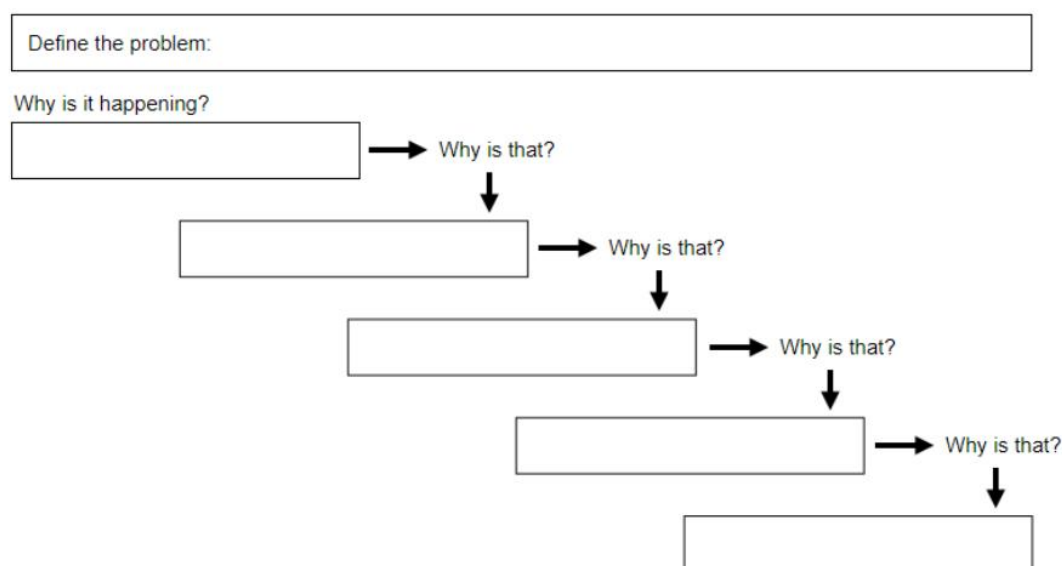 Define the problem:
Why is it happening?
Why is that?
Why is that?
Why is that?
Why is that?